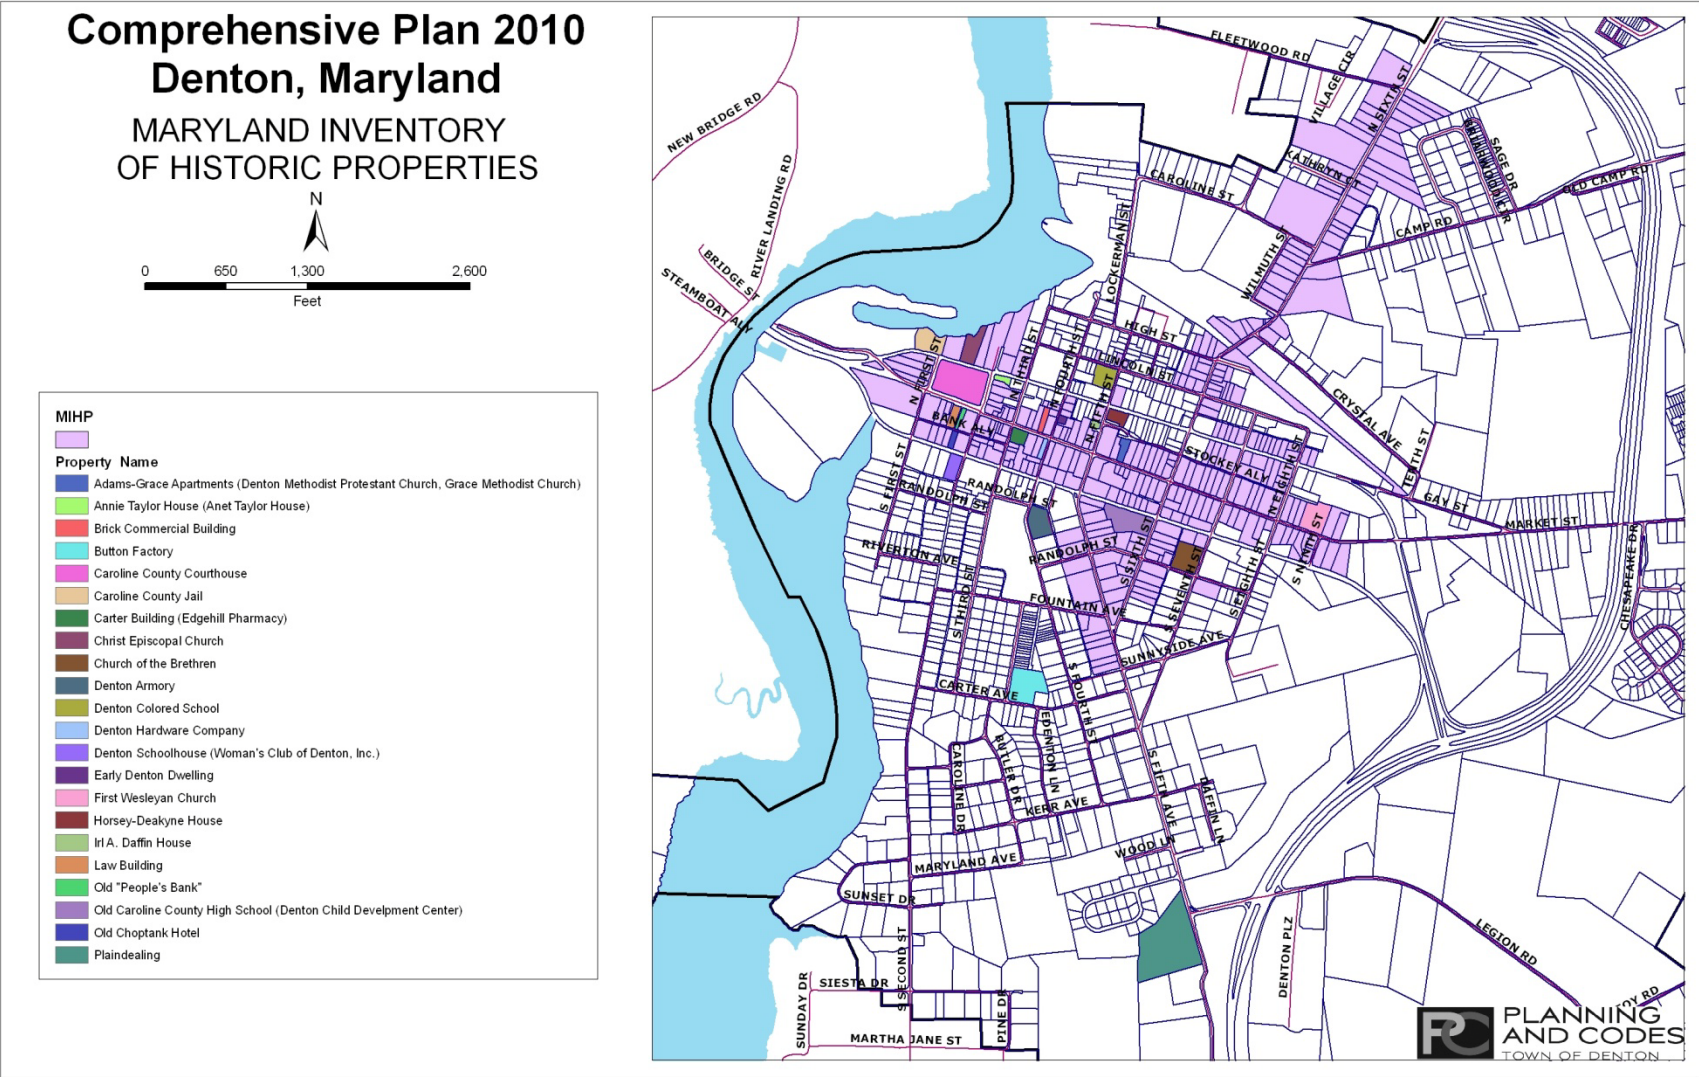 Comprehensive Plan 2010
Denton, Maryland
MARYLAND INVENTORY
OF HISTORIC PROPERTIES
N
0 650 1,300 2,600
Feet
MIHP
Property Name
Adams-Grace Apartments (Denton Methodist Protestant Church, Grace Methodist Church)
Annie Taylor House (Anet Taylor House)
Brick Commercial Building
Button Factory
Caroline County Courthouse
Caroline County Jail
Carter Building (Edgehill Pharmacy)
Christ Episcopal Church
Church of the Brethren
Denton Armory
Denton Colored School
Denton Hardware Company
Denton Schoolhouse (Woman's Club of Denton, Inc.)
Early Denton Dwelling
First Wesleyan Church
Horsey-Deakyne House
Irl A. Daffin House
Law Building
Old "People's Bank"
Old Caroline County High School (Denton Child Develpment Center)
Old Choptank Hotel
Plaindealing
FLEETWOOD RD
VILLAGE CIR
N SIXTH ST
NEW BRIDGE RD
RIVER LANDING RD
BRIDGE ST
STEAMBOAT ALY
KATHRYN ST
SAGE DR
BRIARWOOD CIR
OLD CAMP RD
CAMP RD
CAROLINE ST
LOCKERMAN ST
WILMUTH ST
HIGH ST
LINCOLN ST
N FIRST ST
N THIRD ST
N FOURTH ST
N FIFTH ST
BANK ALY
CRYSTAL AVE
TENTH ST
STOCKEY ALY
N EIGHTH ST
GAY ST
MARKET ST
S FIRST ST
RANDOLPH ST
RANDOLPH ST
RANDOLPH ST
RIVERTON AVE
S THIRD ST
S SIXTH ST
S SEVENTH ST
S EIGHTH ST
S NINTH ST
CHESAPEAKE DR
FOUNTAIN AVE
SUNNYSIDE AVE
S FOURTH ST
CARTER AVE
EDENTON LN
BUTLER DR
CAROLINE DR
KERR AVE
S FIFTH AVE
DAFFIN LN
WOOD LN
MARYLAND AVE
SUNSET DR
S SECOND ST
SIESTA DR
SUNDAY DR
PINE DR
MARTHA JANE ST
DENTON PLZ
LEGION RD
PC
PLANNING
AND CODES
TOWN OF DENTON